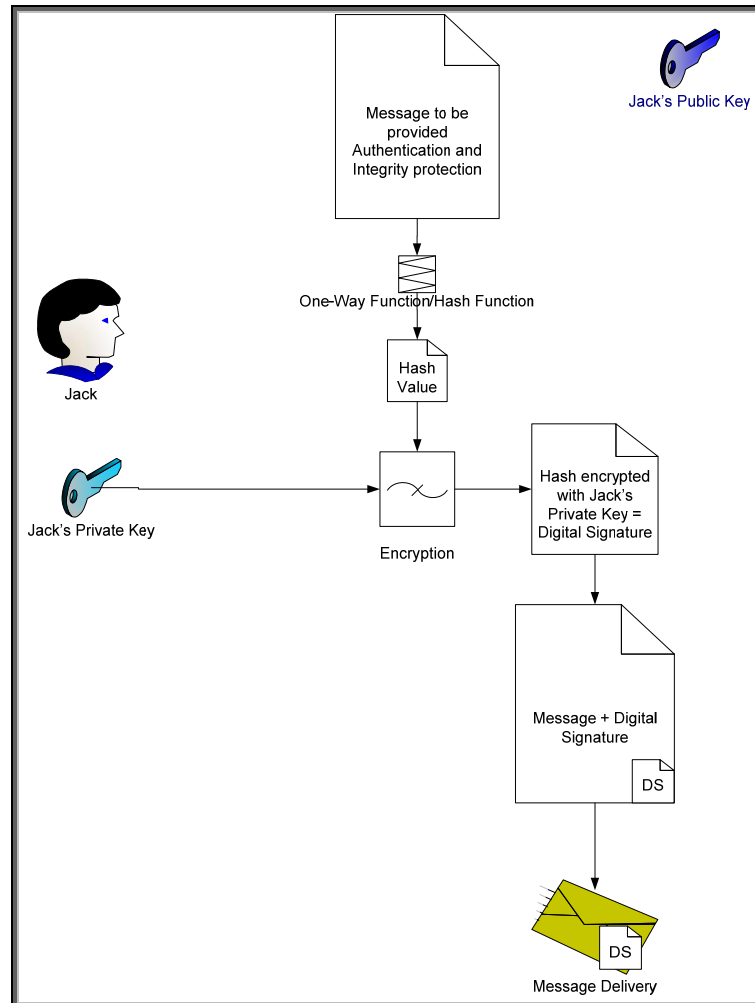 Message to be
provided
Authentication and
Integrity protection
Jack's Public Key
One-Way Function/Hash Function
Hash
Value
Jack
Jack's Private Key
Encryption
Hash encrypted
with Jack's
Private Key =
Digital Signature
Message + Digital
Signature
DS
DS
Message Delivery